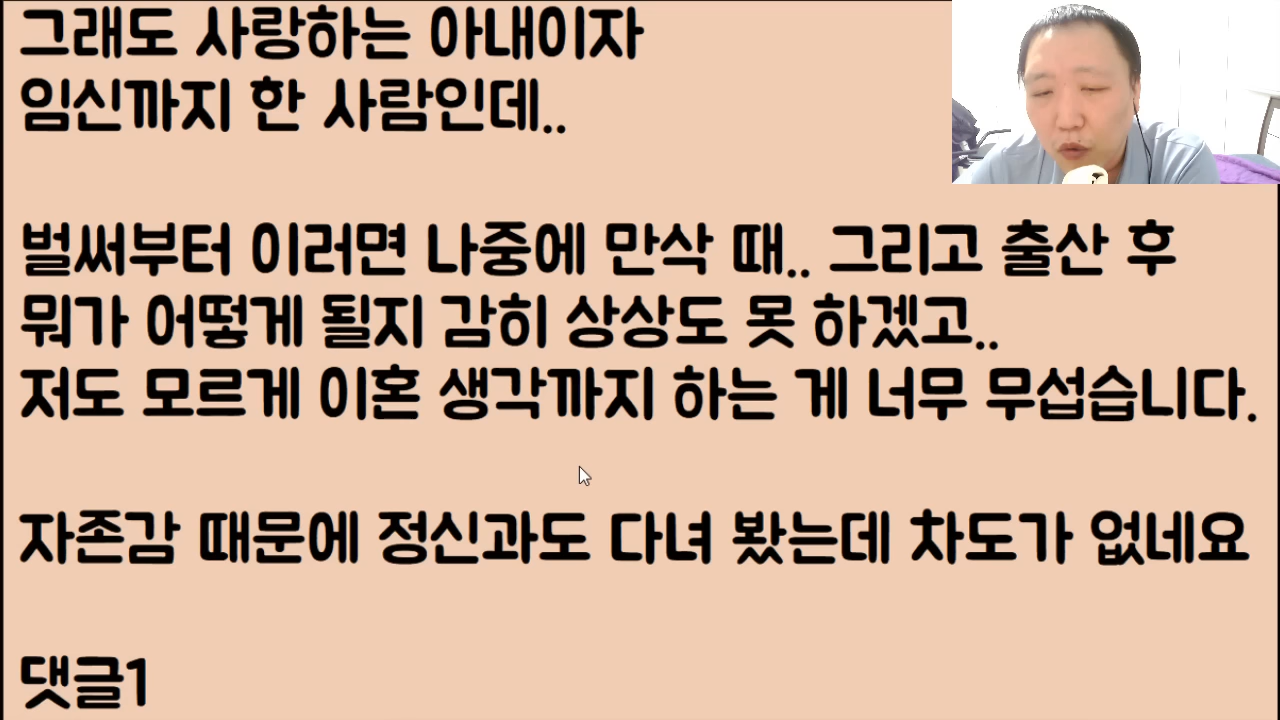 그래도 사랑하는 아내이자
임신까지 한 사람인데..
벌써부터 이러면 나중에 만삭 때.. 그리고 출산 후
뭐가 어떻게 될지 감히 상상도 못 하겠고..
저도 모르게 이혼 생각까지 하는 게 너무 무섭습니다.
자존감 때문에 정신과도 다녀 봤는데 차도가 없네요
댓글1